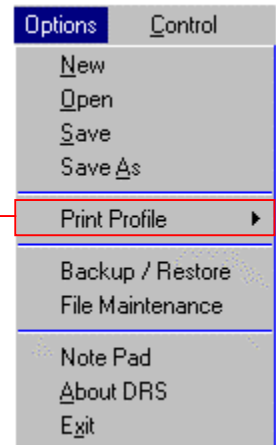 Options Control
New
Open
Save
Save As
Print Profile
Backup / Restore
File Maintenance
Note Pad
About DRS
Exit